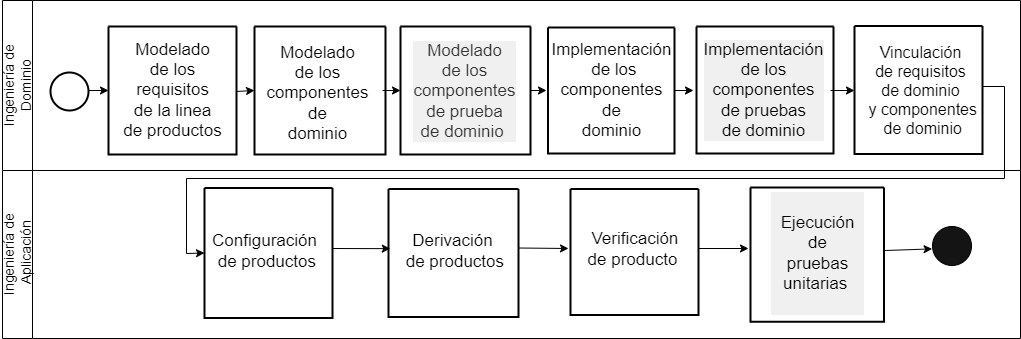 Ingeniería de
Dominio
Modelado
de los
requisitos
de la linea
de productos
Modelado
de los
componentes
de
dominio
Modelado
de los
componentes
de prueba
de dominio
Implementación
de los
componentes
de
dominio
Implementación
de los
componentes
de pruebas
de dominio
Vinculación
de requisitos
de dominio
y componentes
de dominio
Ingeniería de
Aplicación
Configuración
de productos
Derivación
de productos
Verificación
de producto
Ejecución
de
pruebas
unitarias